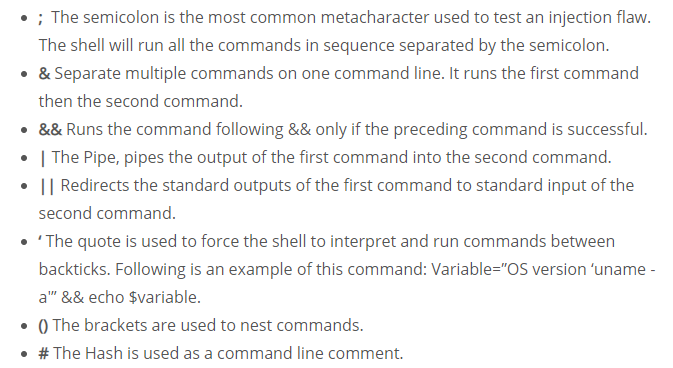 • ; The semicolon is the most common metacharacter used to test an injection flaw.
The shell will run all the commands in sequence separated by the semicolon.
• & Separate multiple commands on one command line. It runs the first command
then the second command.
• && Runs the command following && only if the preceding command is successful.
• | The Pipe, pipes the output of the first command into the second command.
• || Redirects the standard outputs of the first command to standard input of the
second command.
• ‘ The quote is used to force the shell to interpret and run commands between
backticks. Following is an example of this command: Variable=”OS version ‘uname -
a'” && echo $variable.
• () The brackets are used to nest commands.
• # The Hash is used as a command line comment.